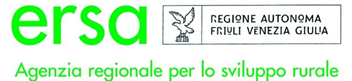 ersa
REGIONE AUTONOMA
FRIULI VENEZIA GIULIA
Agenzia regionale per lo sviluppo rurale